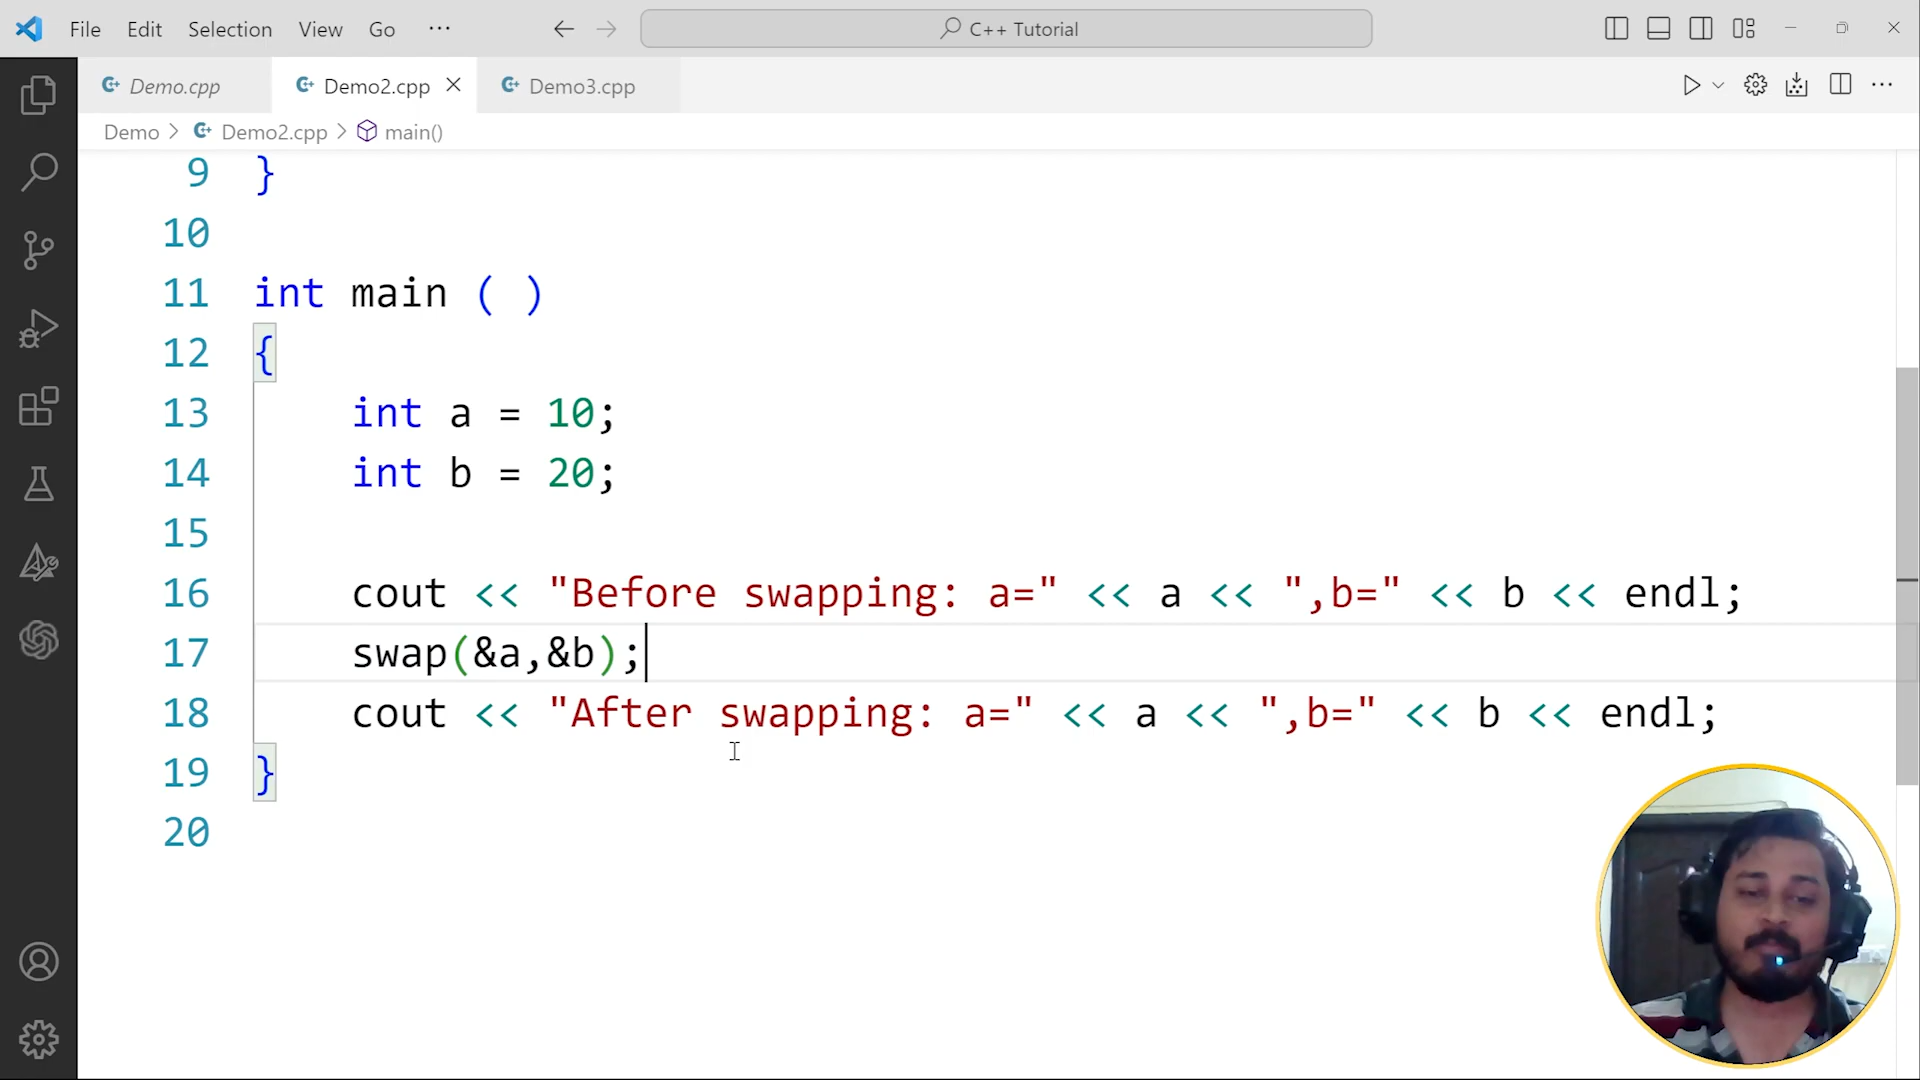 File Edit Selection View Go ··· C++ Tutorial
Demo.cpp Demo2.cpp Demo3.cpp
Demo > Demo2.cpp > main()
9 }
10
11 int main ( )
12 {
13 int a = 10;
14 int b = 20;
15
16 cout << "Before swapping: a=" << a << ",b=" << b << endl;
17 swap(&a,&b);
18 cout << "After swapping: a=" << a << ",b=" << b << endl;
19 }
20